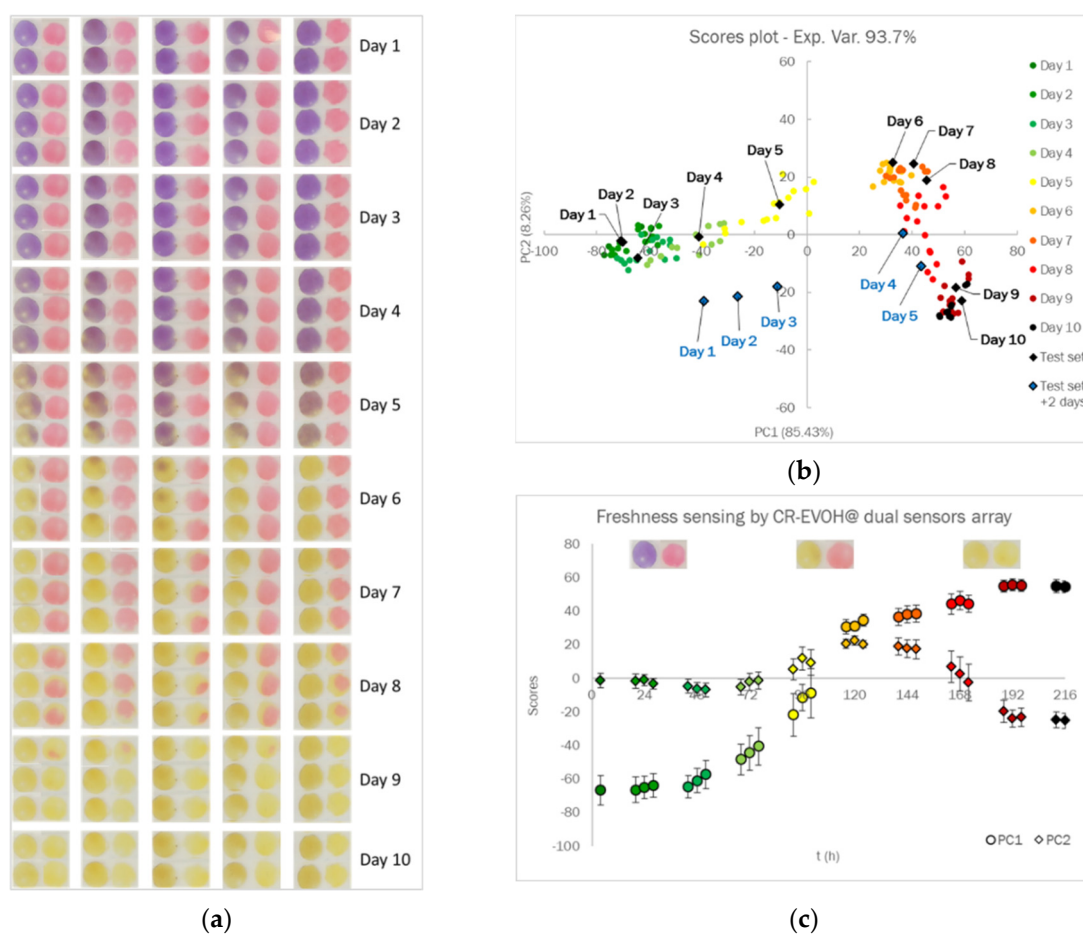 Day 1
Day 2
Day 3
Day 4
Day 5
Day 6
Day 7
Day 8
Day 9
Day 10
(a)
Scores plot - Exp. Var. 93.7%
60
40
20
0
-20
-40
-60
-100 -80 -60 -40 -20 0 20 40 60 80
PC2 (8.26%)
PC1 (85.43%)
Day 1
Day 2
Day 3
Day 4
Day 5
Day 6
Day 7
Day 8
Day 9
Day 10
Day 1
Day 2
Day 3
Day 4
Day 5
Day 1
Day 2
Day 3
Day 4
Day 5
Day 6
Day 7
Day 8
Day 9
Day 10
Test set
Test set
+2 days
(b)
Freshness sensing by CR-EVOH@ dual sensors array
80
60
40
20
0
-20
-40
-60
-80
-100
Scores
0 24 48 72 96 120 144 168 192 216
t (h)
PC1 PC2
(c)